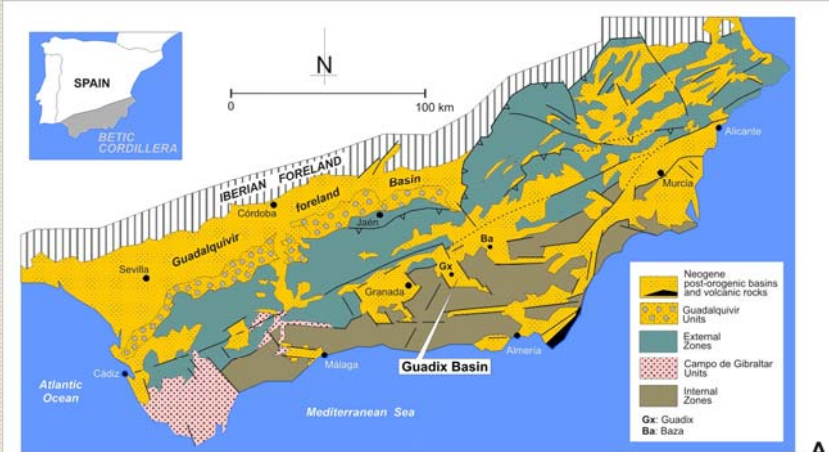 SPAIN
BETIC
CORDILLERA
N
0
100 km
IBERIAN FORELAND
Guadalquivir foreland Basin
Córdoba
Jaén
Sevilla
Alicante
Murcia
Ba
Gx
Granada
Guadix Basin
Almería
Málaga
Cádiz
Atlantic
Ocean
Mediterranean Sea
Neogene
post-orogenic basins
and volcanic rocks
Guadalquivir
Units
External
Zones
Campo de Gibraltar
Units
Internal
Zones
Gx: Guadix
Ba: Baza
A